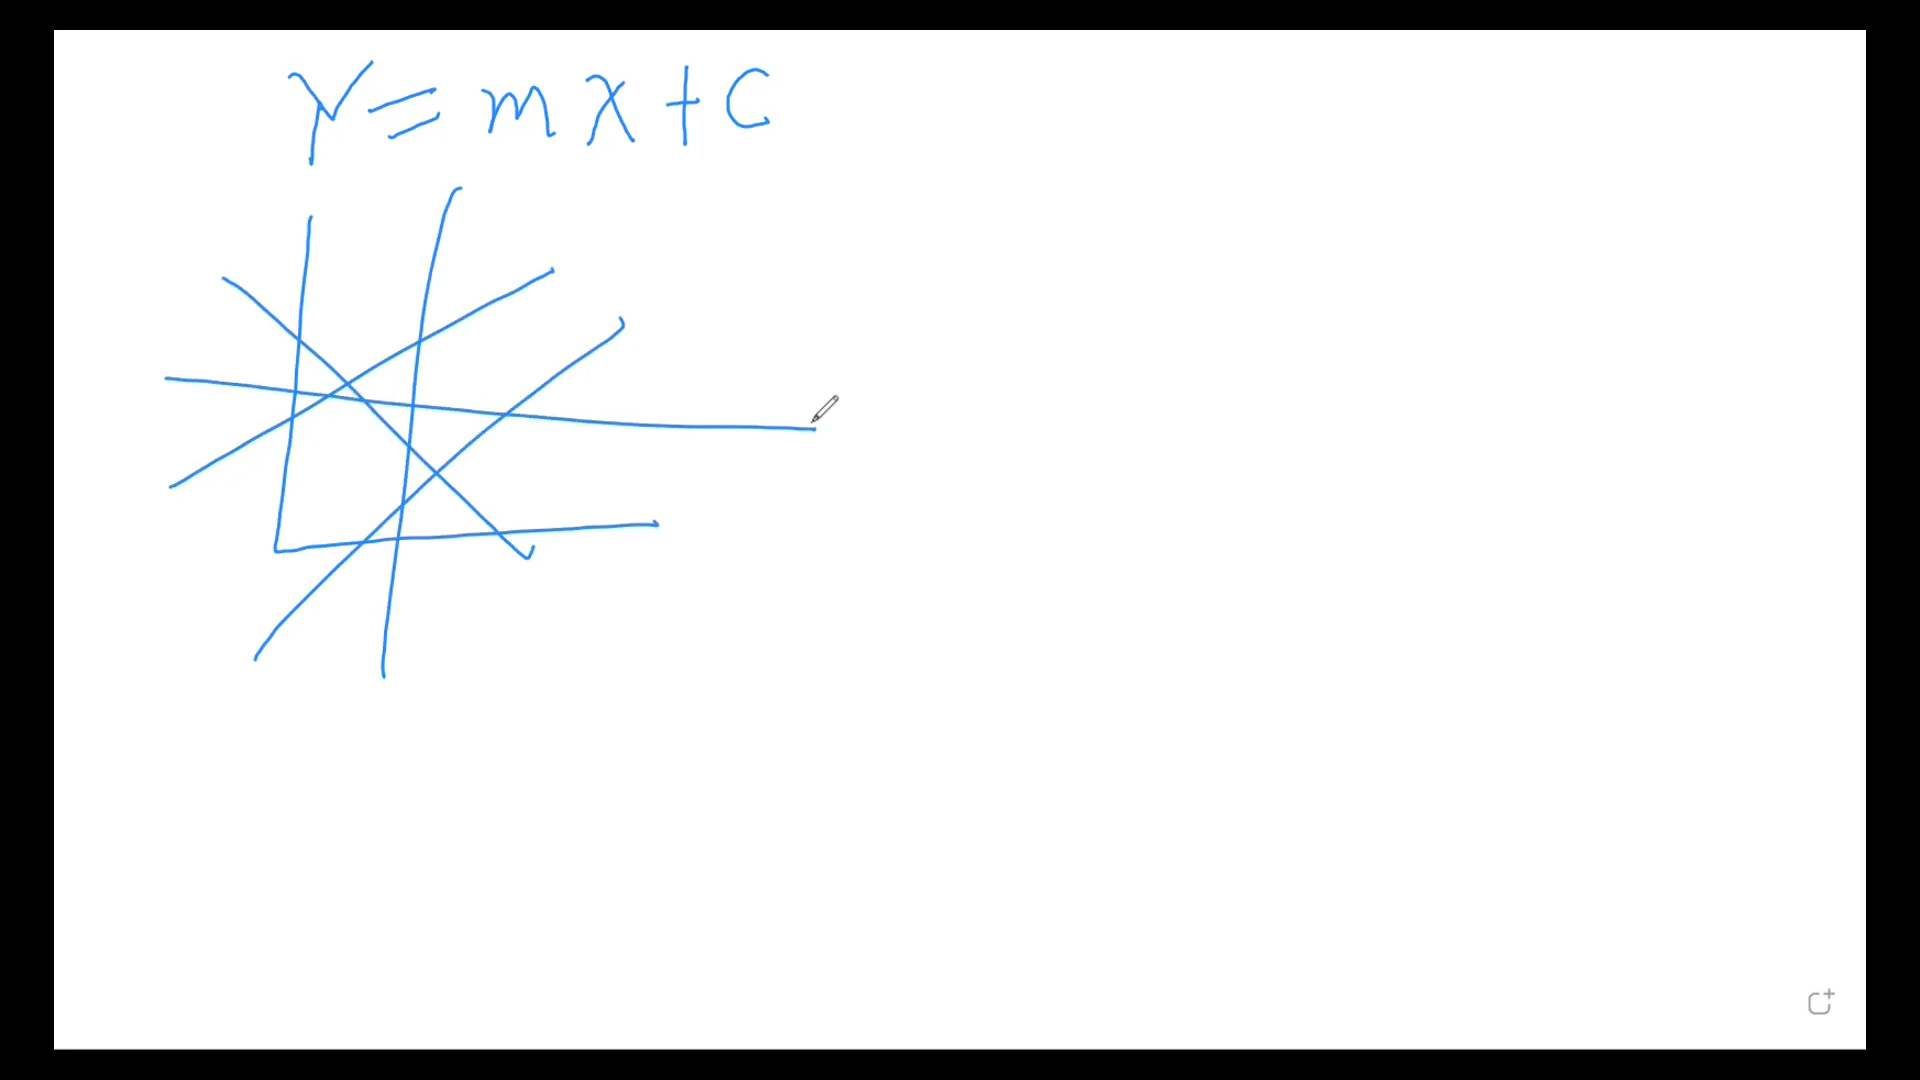 Y = mx + c